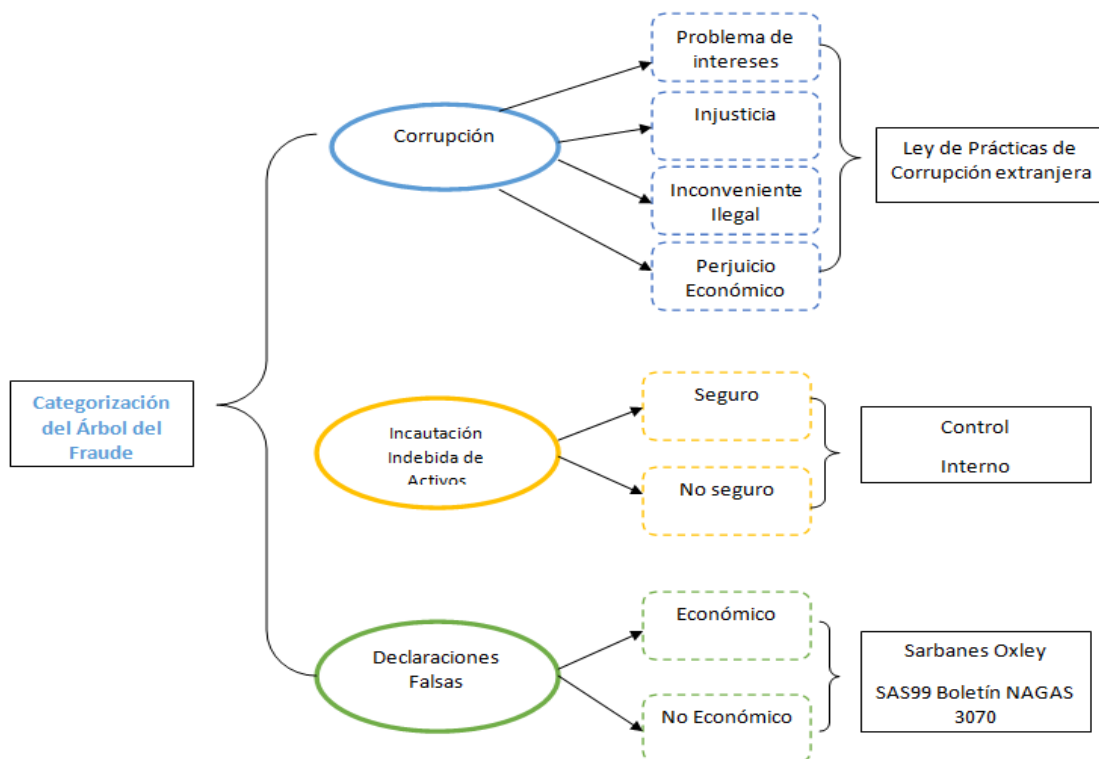 Categorización
del Árbol del
Fraude
Corrupción
Problema de
intereses
Injusticia
Inconveniente
Ilegal
Perjuicio
Económico
Ley de Prácticas de
Corrupción extranjera
Incautación
Indebida de
Activos
Seguro
No seguro
Control
Interno
Declaraciones
Falsas
Económico
No Económico
Sarbanes Oxley
SAS99 Boletín NAGAS
3070